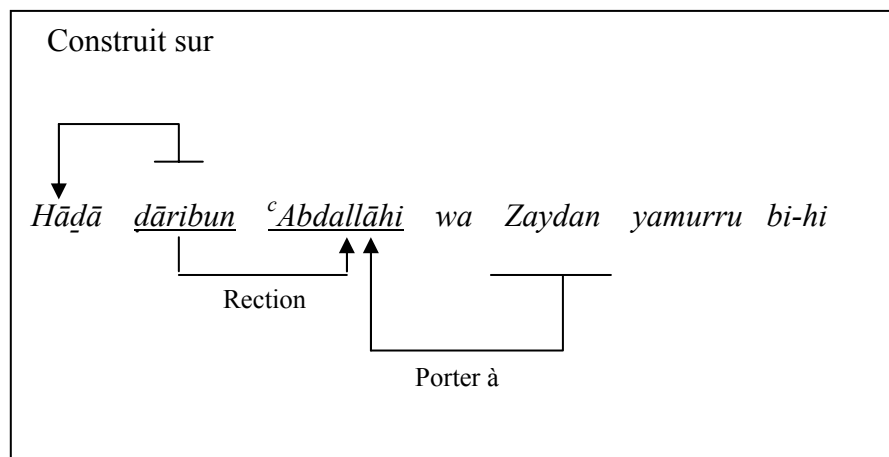 Construit sur
Hāḏā ḍāribun ᶜAbdallāhi wa Zaydan yamurru bi-hi
Rection
Porter à